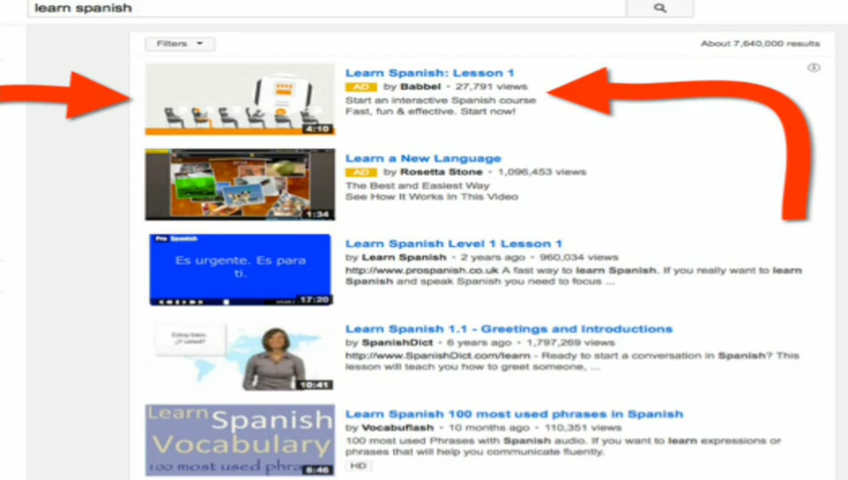 learn spanish
Filters
About 7,640,000 results
Learn Spanish: Lesson 1
AD by Babbel • 27,791 views
Start an interactive Spanish course
Fast, fun & effective. Start now!
4:10
Learn a New Language
AD by Rosetta Stone • 1,096,453 views
The Best and Easiest Way
See How It Works In This Video
1:34
Pro Spanish
Es urgente. Es para
ti.
17:20
Learn Spanish Level 1 Lesson 1
by Learn Spanish • 2 years ago • 960,034 views
http://www.prospanish.co.uk A fast way to learn Spanish. If you really want to learn
Spanish and speak Spanish you need to focus ...
10:41
Learn Spanish 1.1 - Greetings and Introductions
by SpanishDict • 6 years ago • 1,797,269 views
http://www.SpanishDict.com/learn - Ready to start a conversation in Spanish? This
lesson will teach you how to greet someone, ...
Learn Spanish
Vocabulary
100 most used phra
8:46
Learn Spanish 100 most used phrases in Spanish
by Vocabuflash • 10 months ago • 110,351 views
100 most used Phrases with Spanish audio. If you want to learn expressions or
phrases that will help you communicate fluently.
HD